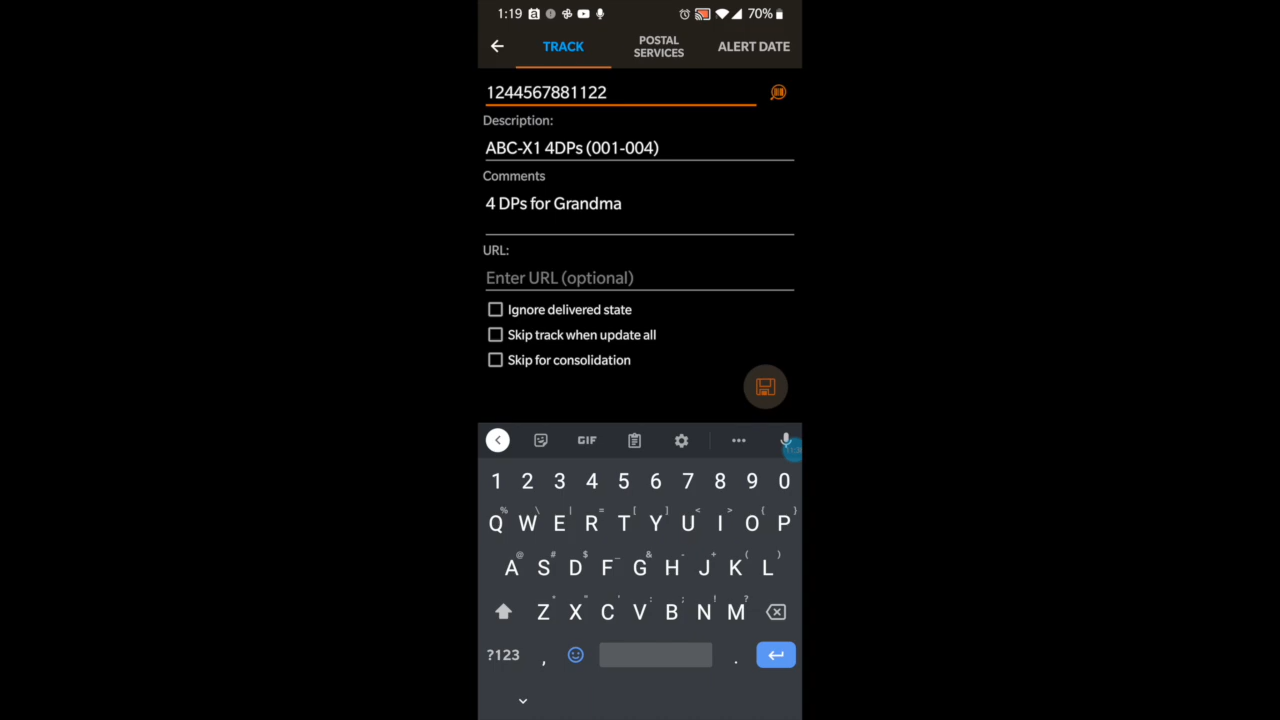 1:19 70%
TRACK POSTAL SERVICES ALERT DATE
1244567881122
Description:
ABC-X1 4DPs (001-004)
Comments
4 DPs for Grandma
URL:
Enter URL (optional)
Ignore delivered state
Skip track when update all
Skip for consolidation
GIF
1 2 3 4 5 6 7 8 9 0
% \ | = [ ] < > { }
Q W E R T Y U I O P
@ # $ _ & - + ( )
A S D F G H J K L
* " ' : ; ! ?
Z X C V B N M
?123 , .